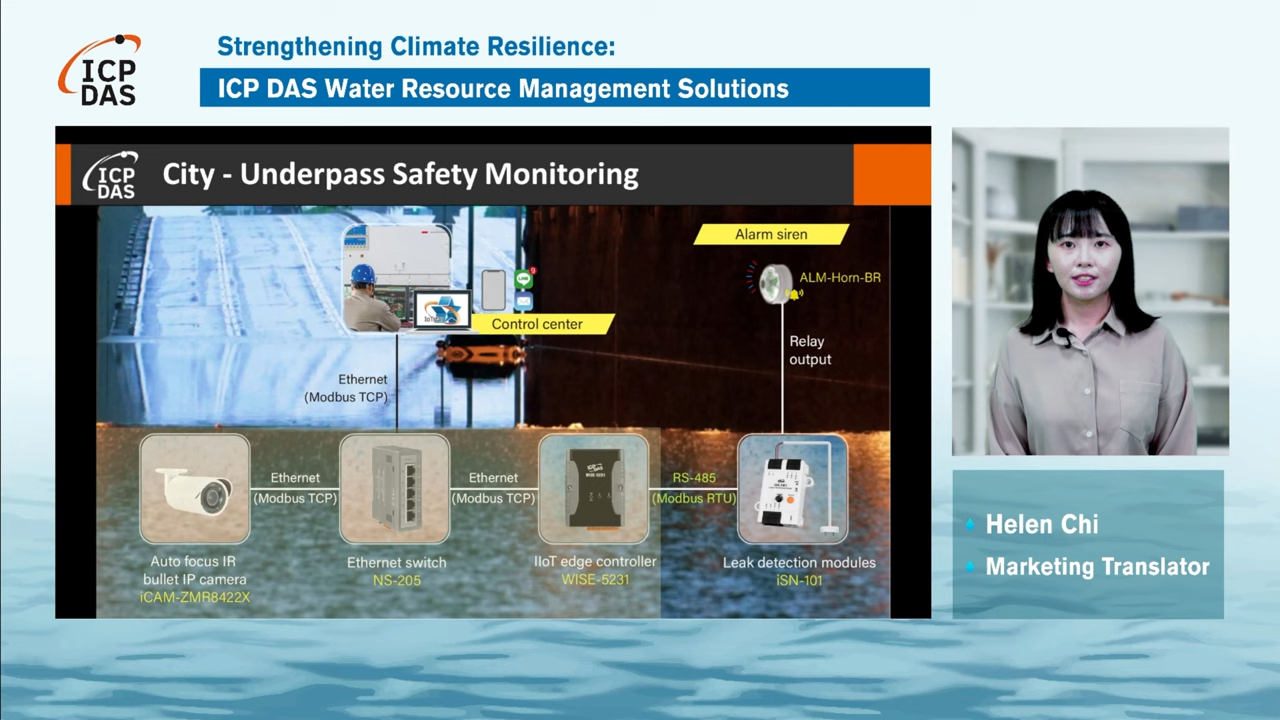 ICP
DAS
Strengthening Climate Resilience:
ICP DAS Water Resource Management Solutions
ICP
DAS
City - Underpass Safety Monitoring
Alarm siren
ALM-Horn-BR
LINE
Control center
Relay
output
Ethernet
(Modbus TCP)
Ethernet
(Modbus TCP)
Ethernet
(Modbus TCP)
RS-485
(Modbus RTU)
WISE-5231
Auto focus IR
bullet IP camera
iCAM-ZMR8422X
Ethernet switch
NS-205
IIoT edge controller
WISE-5231
Leak detection modules
iSN-101
Helen Chi
Marketing Translator